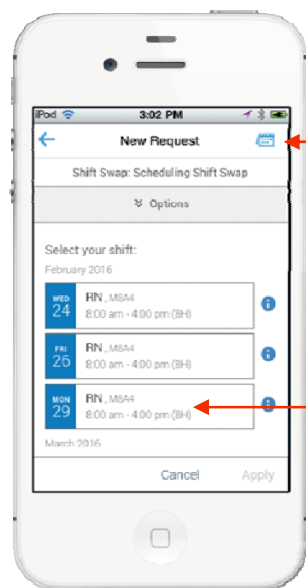 iPod 3:02 PM
New Request
Shift Swap: Scheduling Shift Swap
Options
Select your shift:
February 2016
WED
24
RN, M8A4
8:00 am - 4:00 pm (8H)
FRI
26
RN, M8A4
8:00 am - 4:00 pm (8H)
MON
29
RN, M8A4
8:00 am - 4:00 pm (8H)
March 2016
Cancel Apply